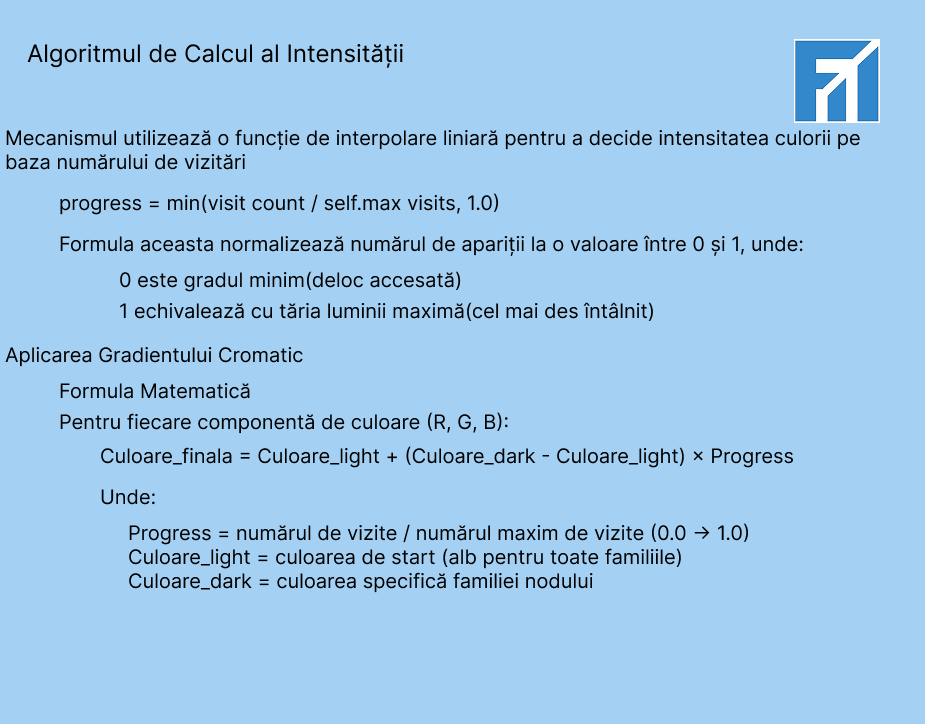 Algoritmul de Calcul al Intensității
Mecanismul utilizează o funcție de interpolare liniară pentru a decide intensitatea culorii pe
baza numărului de vizitări
progress = min(visit count / self.max visits, 1.0)
Formula aceasta normalizează numărul de apariții la o valoare între 0 și 1, unde:
0 este gradul minim(deloc accesată)
1 echivalează cu tăria luminii maximă(cel mai des întâlnit)
Aplicarea Gradientului Cromatic
Formula Matematică
Pentru fiecare componentă de culoare (R, G, B):
Culoare_finala = Culoare_light + (Culoare_dark - Culoare_light) × Progress
Unde:
Progress = numărul de vizite / numărul maxim de vizite (0.0 → 1.0)
Culoare_light = culoarea de start (alb pentru toate familiile)
Culoare_dark = culoarea specifică familiei nodului